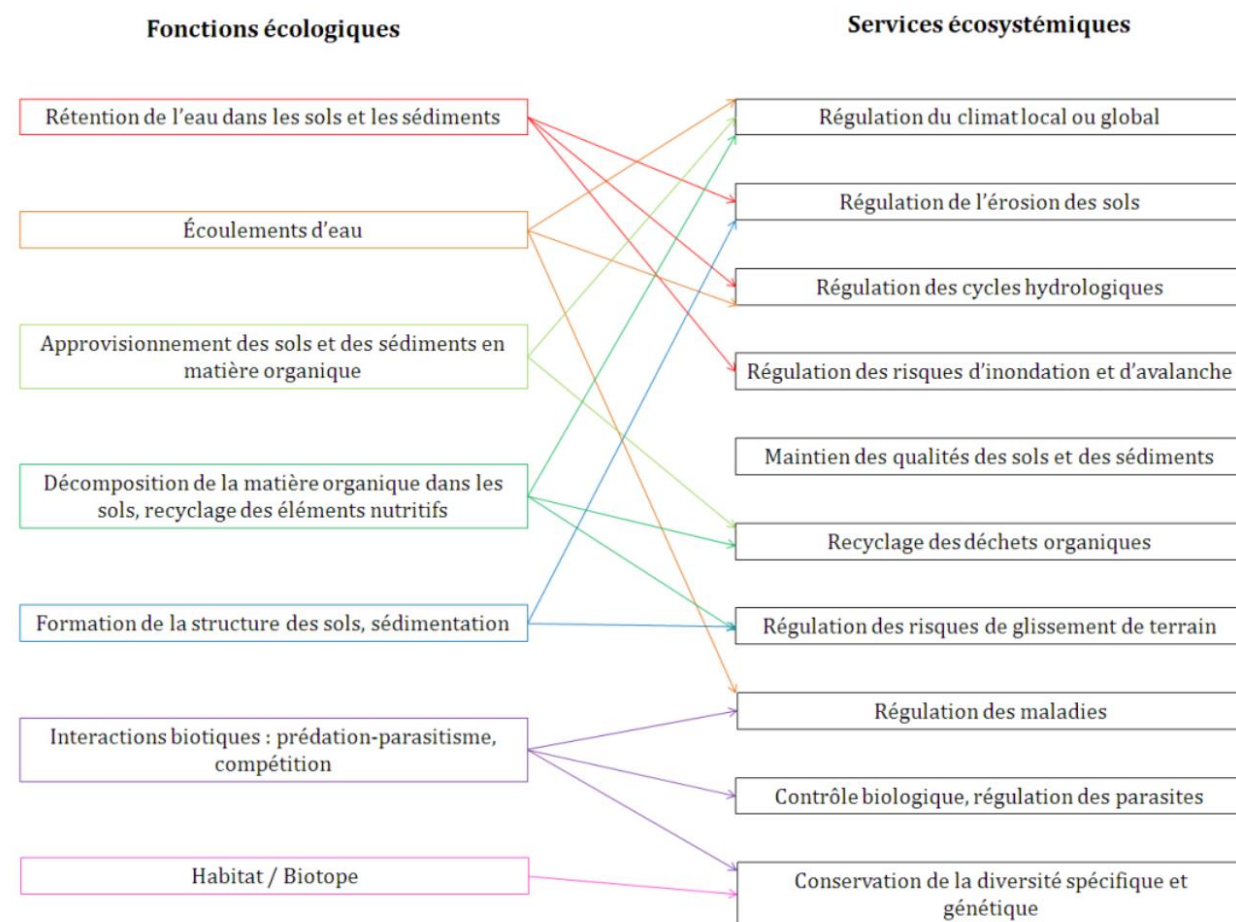 Fonctions écologiques
Services écosystémiques
Rétention de l'eau dans les sols et les sédiments
Régulation du climat local ou global
Écoulements d'eau
Régulation de l'érosion des sols
Régulation des cycles hydrologiques
Approvisionnement des sols et des sédiments en
matière organique
Régulation des risques d'inondation et d'avalanche
Maintien des qualités des sols et des sédiments
Décomposition de la matière organique dans les
sols, recyclage des éléments nutritifs
Recyclage des déchets organiques
Formation de la structure des sols, sédimentation
Régulation des risques de glissement de terrain
Régulation des maladies
Interactions biotiques : prédation-parasitisme,
compétition
Contrôle biologique, régulation des parasites
Habitat / Biotope
Conservation de la diversité spécifique et
génétique